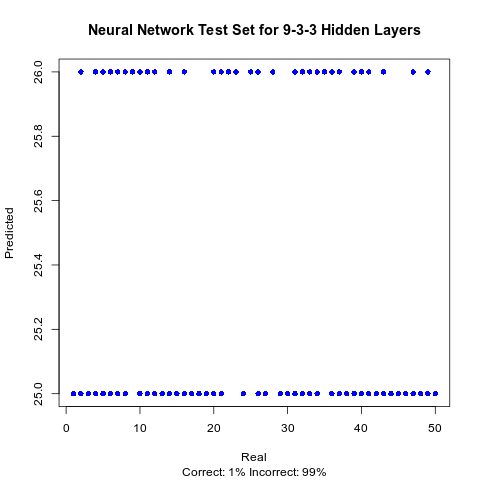 Neural Network Test Set for 9-3-3 Hidden Layers
Predicted
26.0
25.8
25.6
25.4
25.2
25.0
0 10 20 30 40 50
Real
Correct: 1% Incorrect: 99%